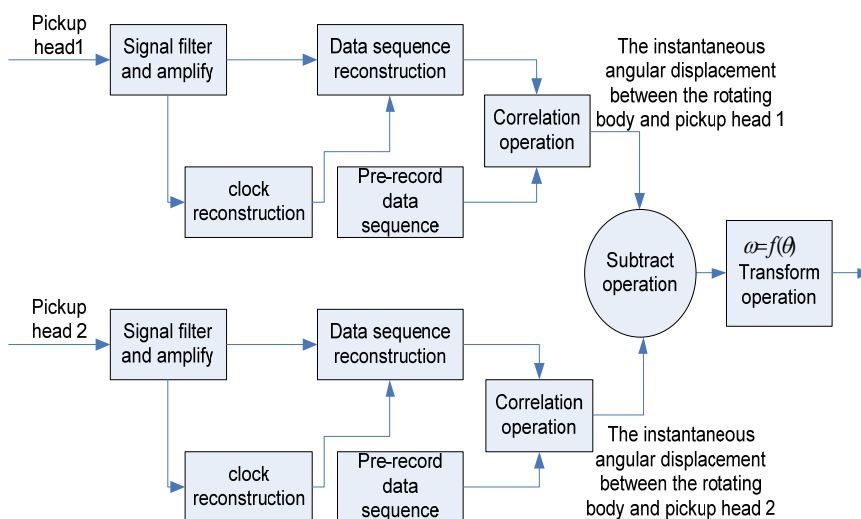 Pickup
head1
Signal filter
and amplify
Data sequence
reconstruction
The instantaneous
angular displacement
between the rotating
body and pickup head 1
Correlation
operation
clock
reconstruction
Pre-record
data
sequence
Subtract
operation
ω=f(θ)
Transform
operation
Pickup
head 2
Signal filter
and amplify
Data sequence
reconstruction
Correlation
operation
The instantaneous
angular displacement
between the rotating
body and pickup head 2
clock
reconstruction
Pre-record
data
sequence